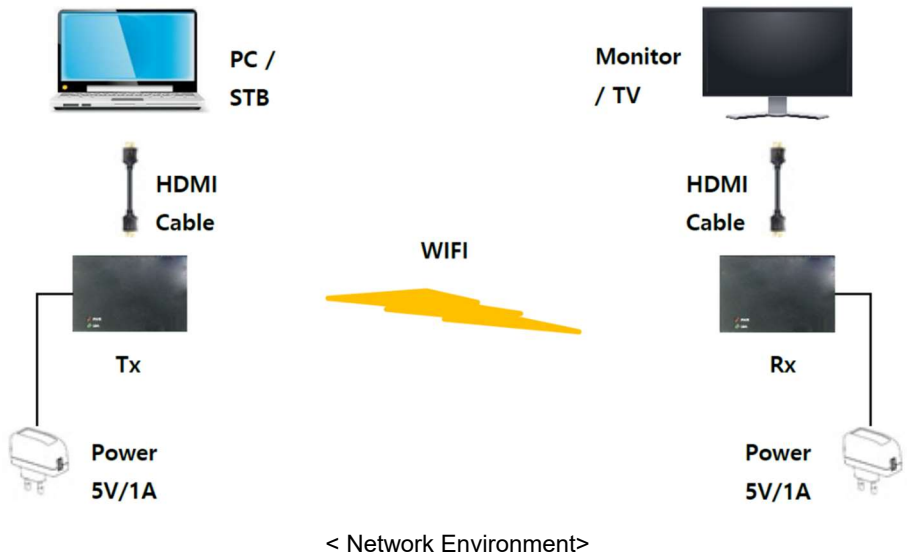 PC /
STB
Monitor
/ TV
HDMI
Cable
HDMI
Cable
WIFI
Tx
Rx
Power
5V/1A
Power
5V/1A
< Network Environment>